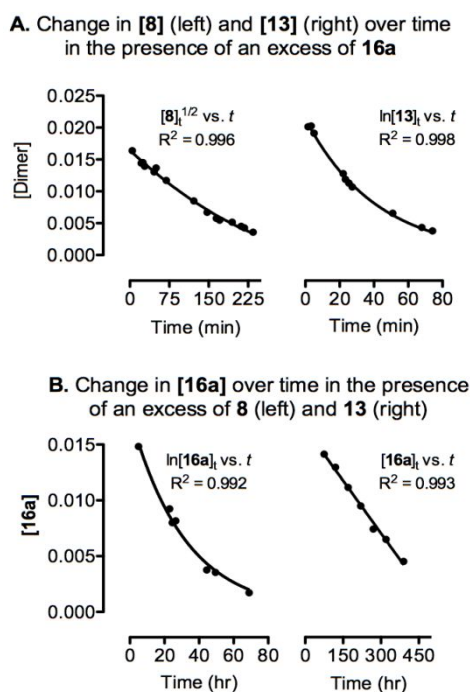 A. Change in [8] (left) and [13] (right) over time
in the presence of an excess of 16a
[Dimer]
0.025
0.020
0.015
0.010
0.005
0.000
[8]t1/2 vs. t
R2 = 0.996
0 75 150 225
Time (min)
ln[13]t vs. t
R2 = 0.998
0 20 40 60 80
Time (min)
B. Change in [16a] over time in the presence
of an excess of 8 (left) and 13 (right)
[16a]
0.015
0.010
0.005
0.000
ln[16a]t vs. t
R2 = 0.992
0 20 40 60 80
Time (hr)
[16a]t vs. t
R2 = 0.993
0 150 300 450
Time (hr)